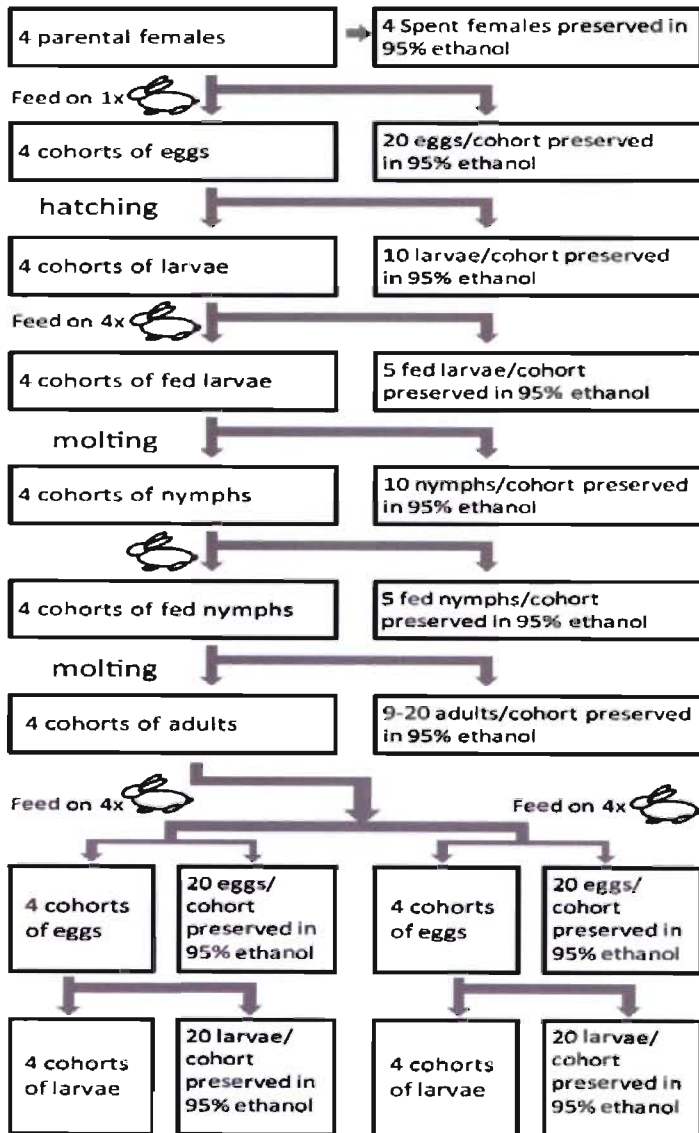 4 parental females
4 Spent females preserved in
95% ethanol
Feed on 1x
4 cohorts of eggs
20 eggs/cohort preserved
in 95% ethanol
hatching
4 cohorts of larvae
10 larvae/cohort preserved
in 95% ethanol
Feed on 4x
4 cohorts of fed larvae
5 fed larvae/cohort
preserved in 95% ethanol
molting
4 cohorts of nymphs
10 nymphs/cohort preserved
in 95% ethanol
4 cohorts of fed nymphs
5 fed nymphs/cohort
preserved in 95% ethanol
molting
4 cohorts of adults
9-20 adults/cohort preserved
in 95% ethanol
Feed on 4x
Feed on 4x
4 cohorts
of eggs
20 eggs/
cohort
preserved in
95% ethanol
4 cohorts
of eggs
20 eggs/
cohort
preserved in
95% ethanol
4 cohorts
of larvae
20 larvae/
cohort
preserved in
95% ethanol
4 cohorts
of larvae
20 larvae/
cohort
preserved in
95% ethanol